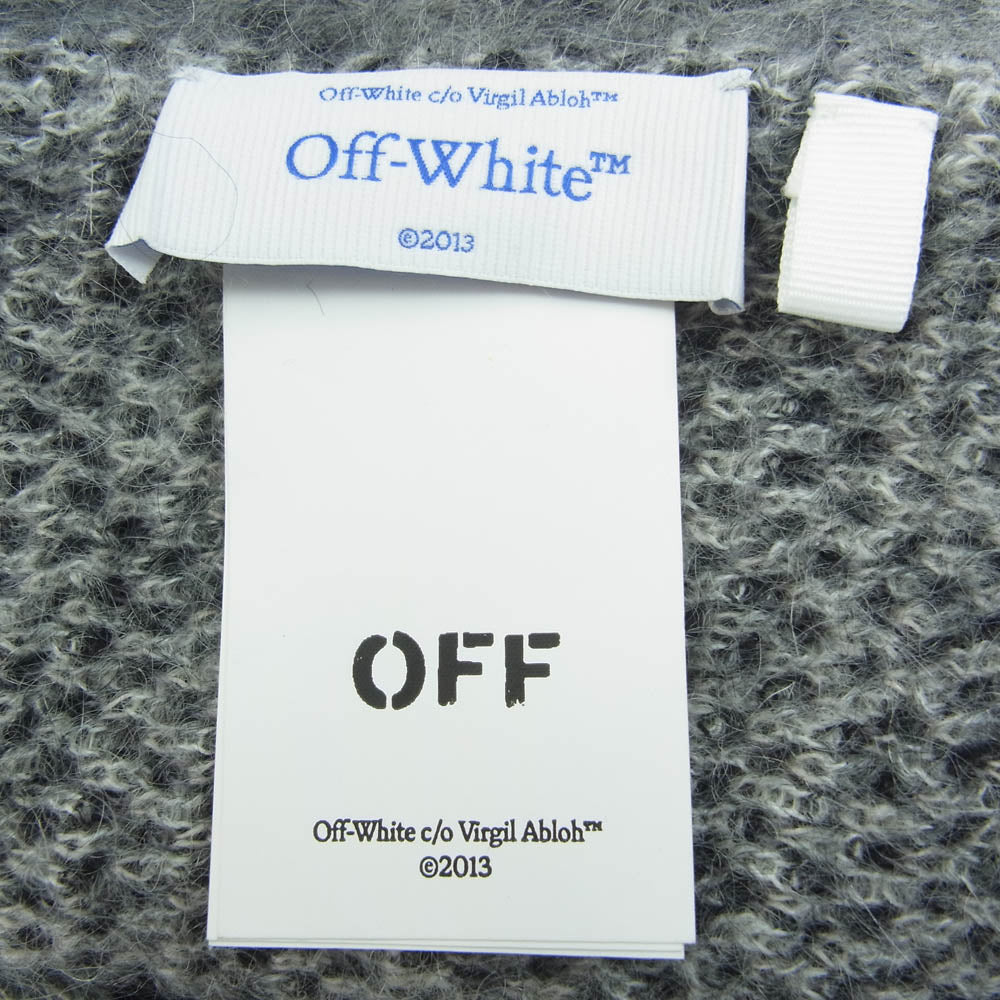 Off-White c/o Virgil Abloh™
Off-White™
©2013
OFF
Off-White c/o Virgil Abloh™
©2013